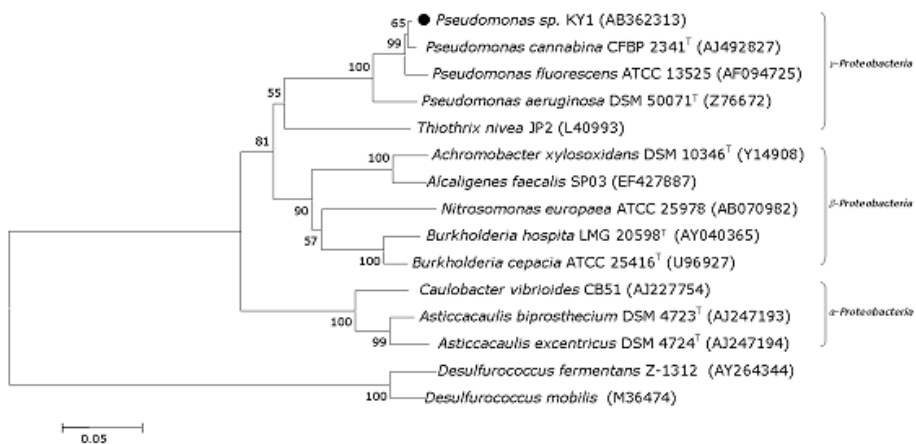 65
Pseudomonas sp. KY1 (AB362313)
99
Pseudomonas cannabina CFBP 2341T (AJ492827)
γ-Proteobacteria
100
Pseudomonas fluorescens ATCC 13525 (AF094725)
55
Pseudomonas aeruginosa DSM 50071T (Z76672)
Thiothrix nivea JP2 (L40993)
81
100
Achromobacter xylosoxidans DSM 10346T (Y14908)
Alcaligenes faecalis SP03 (EF427887)
90
Nitrosomonas europaea ATCC 25978 (AB070982)
β-Proteobacteria
57
Burkholderia hospita LMG 20598T (AY040365)
100
Burkholderia cepacia ATCC 25416T (U96927)
Caulobacter vibrioides CB51 (AJ227754)
100
Asticcacaulis biprosthecium DSM 4723T (AJ247193)
α-Proteobacteria
99
Asticcacaulis excentricus DSM 4724T (AJ247194)
Desulfurococcus fermentans Z-1312 (AY264344)
100
Desulfurococcus mobilis (M36474)
0.05